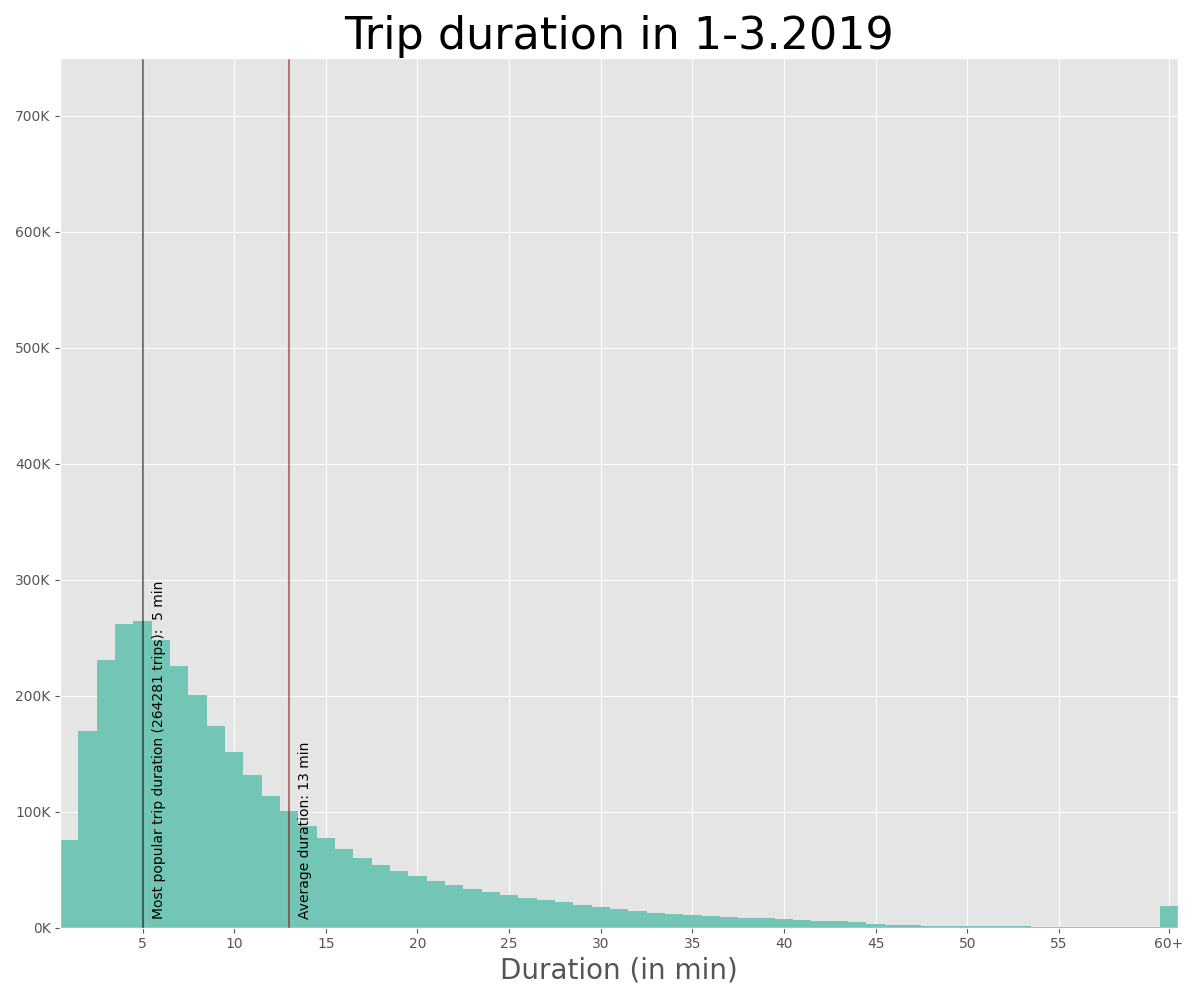 Trip duration in 1-3.2019
700K
600K
500K
400K
300K
200K
100K
0K
Most popular trip duration (264281 trips):  5 min
Average duration: 13 min
5 10 15 20 25 30 35 40 45 50 55 60+
Duration (in min)